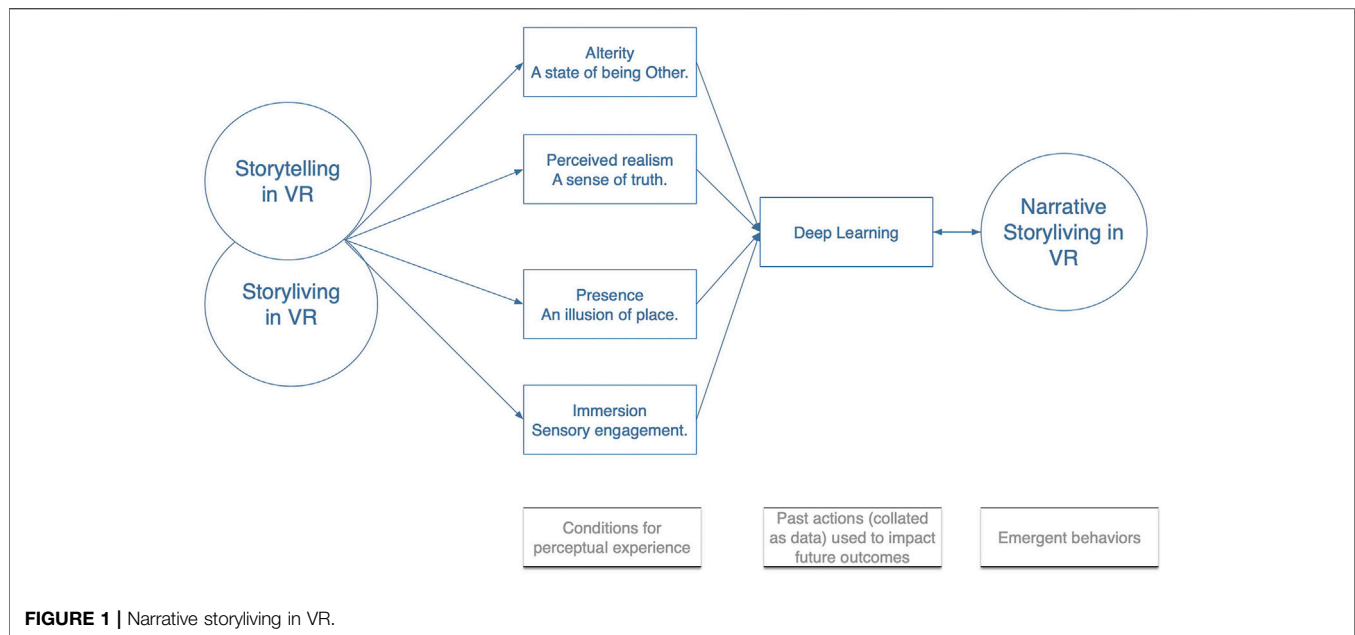 Storytelling
in VR
Storyliving
in VR
Alterity
A state of being Other.
Perceived realism
A sense of truth.
Presence
An illusion of place.
Immersion
Sensory engagement.
Deep Learning
Narrative
Storyliving in
VR
Conditions for
perceptual experience
Past actions (collated
as data) used to impact
future outcomes
Emergent behaviors
FIGURE 1 | Narrative storyliving in VR.